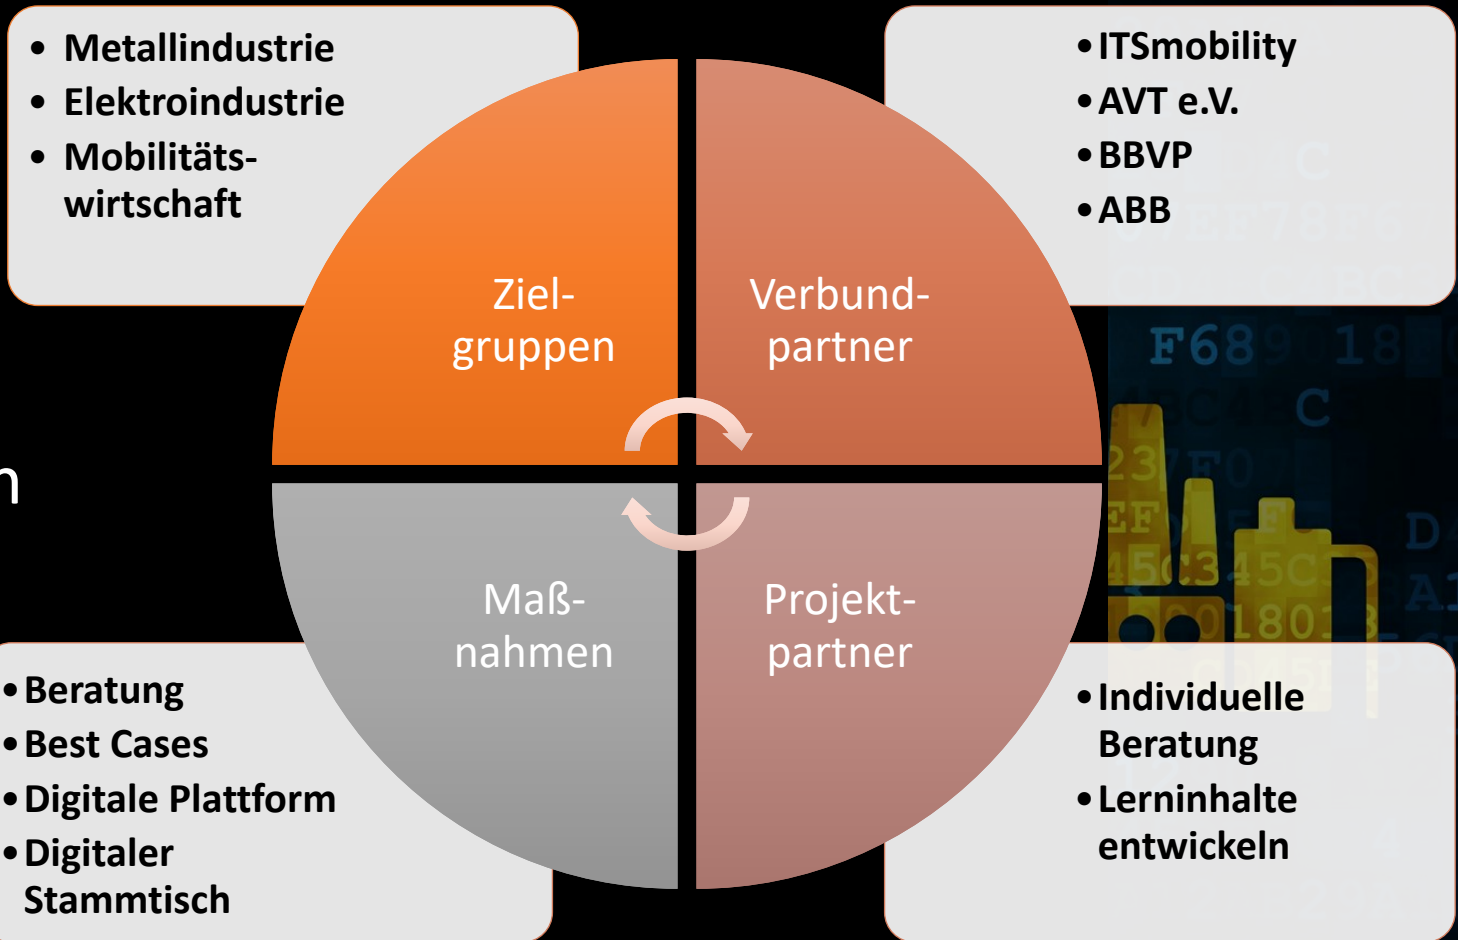 • Metallindustrie
• Elektroindustrie
• Mobilitäts-
wirtschaft
• ITSmobility
• AVT e.V.
• BBVP
• ABB
Ziel-
gruppen
Verbund-
partner
Maß-
nahmen
Projekt-
partner
• Beratung
• Best Cases
• Digitale Plattform
• Digitaler
Stammtisch
• Individuelle
Beratung
• Lerninhalte
entwickeln
F68